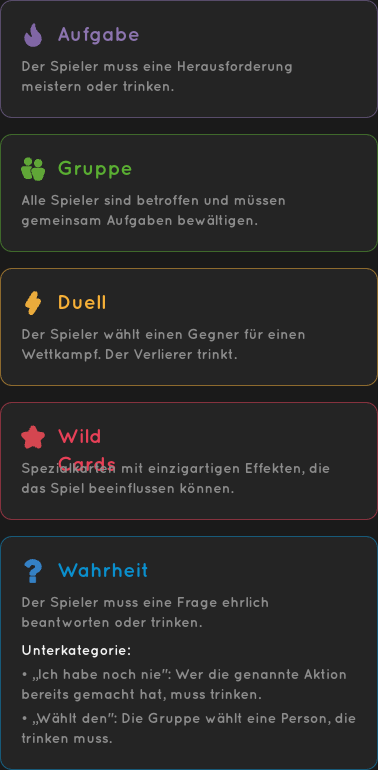 Aufgabe
Der Spieler muss eine Herausforderung
meistern oder trinken.
Gruppe
Alle Spieler sind betroffen und müssen
gemeinsam Aufgaben bewältigen.
Duell
Der Spieler wählt einen Gegner für einen
Wettkampf. Der Verlierer trinkt.
Wild
Cards
Spezialkarten mit einzigartigen Effekten, die
das Spiel beeinflussen können.
Wahrheit
Der Spieler muss eine Frage ehrlich
beantworten oder trinken.
Unterkategorie:
• „Ich habe noch nie": Wer die genannte Aktion
bereits gemacht hat, muss trinken.
• „Wählt den": Die Gruppe wählt eine Person, die
trinken muss.